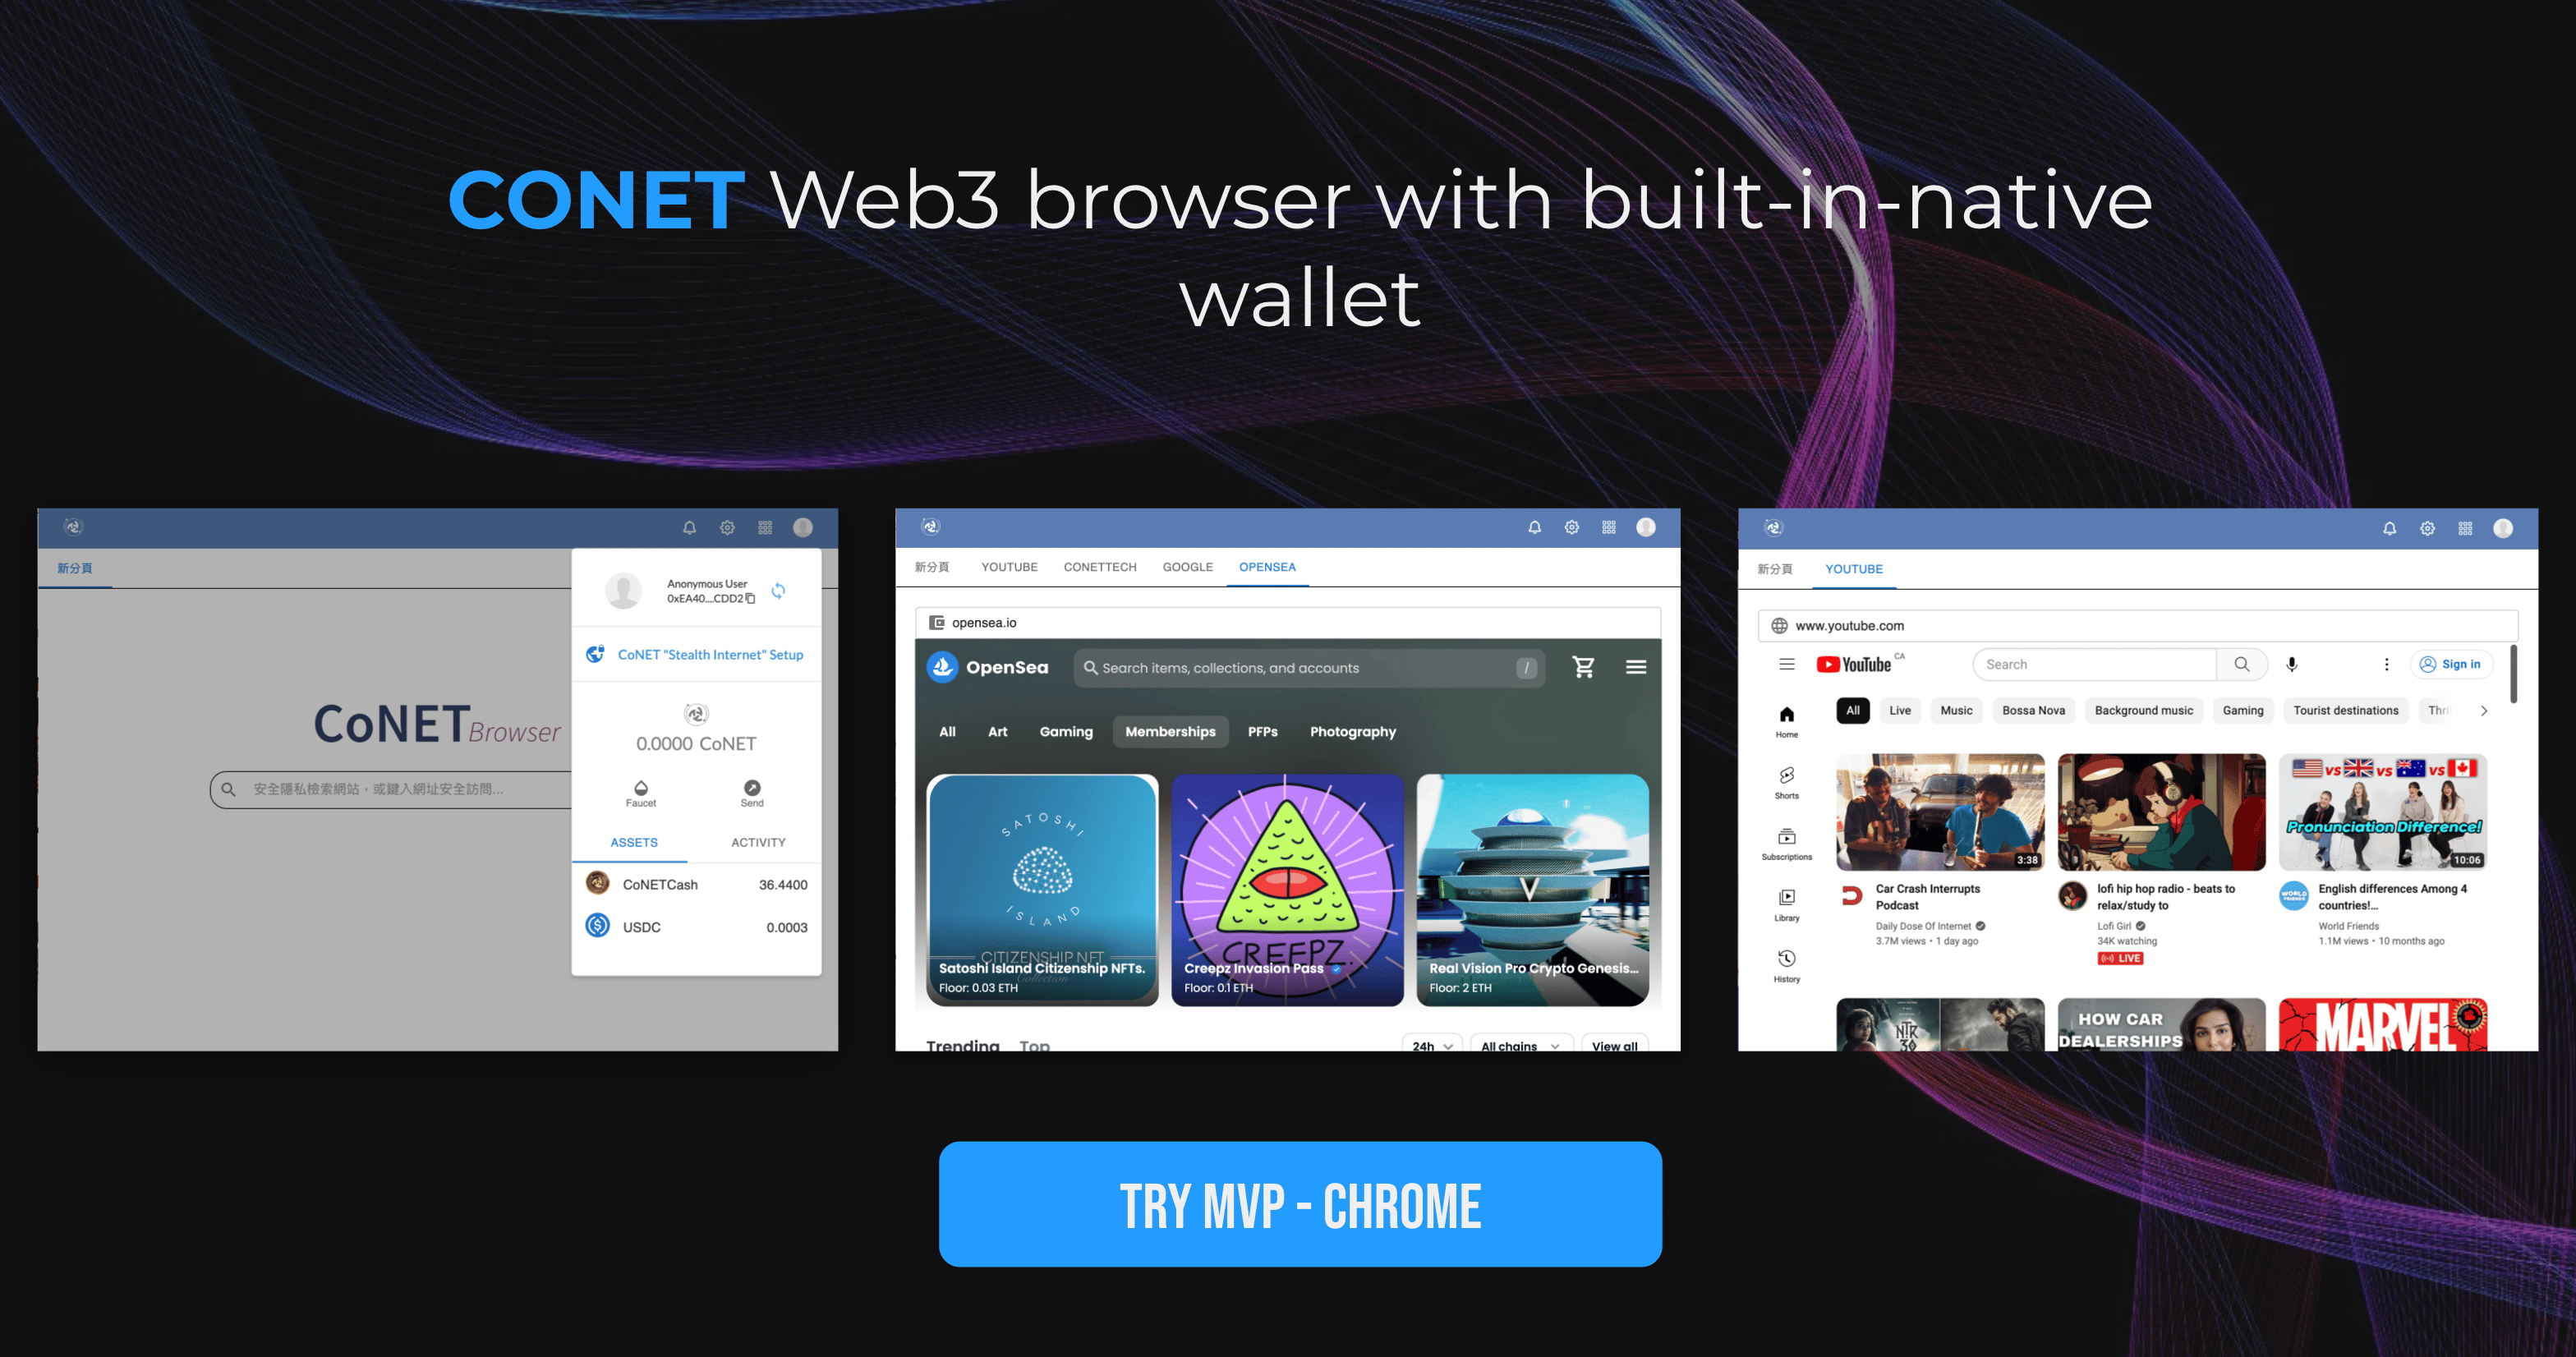 CONET Web3 browser with built-in-native
wallet
新分頁
Anonymous User
0xEA40....CDD2
CoNET "Stealth Internet" Setup
CoNET Browser
0.0000 CoNET
安全隱私檢索網站，或鍵入網址安全訪問...
Faucet
Send
ASSETS
ACTIVITY
CoNETCash
36.4400
USDC
0.0003
新分頁
YOUTUBE
CONETTECH
GOOGLE
OPENSEA
opensea.io
OpenSea
Search items, collections, and accounts
/
All
Art
Gaming
Memberships
PFPs
Photography
SATOSHI
ISLAND
CITIZENSHIP NFT
Collection
Satoshi Island Citizenship NFTs.
Floor: 0.03 ETH
CREEPZ.
Creepz Invasion Pass
Floor: 0.1 ETH
V
Real Vision Pro Crypto Genesis...
Floor: 2 ETH
Trending
Top
24h
All chains
View all
新分頁
YOUTUBE
www.youtube.com
YouTube CA
Search
Sign in
All
Live
Music
Bossa Nova
Background music
Gaming
Tourist destinations
Thri
Home
Shorts
Subscriptions
Library
History
3:38
Car Crash Interrupts
Podcast
Daily Dose Of Internet
3.7M views • 1 day ago
lofi hip hop radio - beats to
relax/study to
Lofi Girl
34K watching
LIVE
VS VS VS
Pronunciation Difference!
10:06
WORLD
FRIENDS
English differences Among 4
countries!...
World Friends
1.1M views • 10 months ago
NTR
30
HOW CAR
DEALERSHIPS
MARVEL
TRY MVP - CHROME